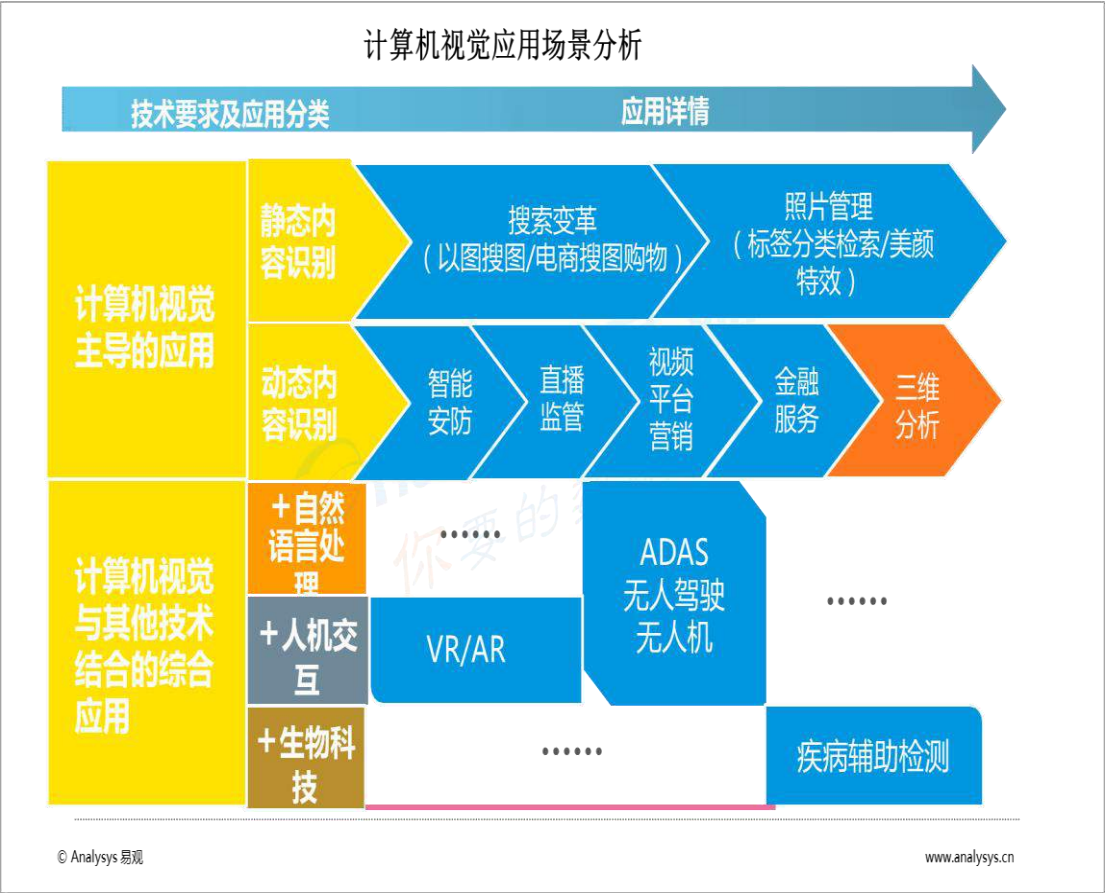 计算机视觉应用场景分析
技术要求及应用分类
应用详情
计算机视觉
主导的应用
静态内
容识别
搜索变革
（以图搜图/电商搜图购物）
照片管理
（标签分类检索/美颜
特效）
动态内
容识别
智能
安防
直播
监管
视频
平台
营销
金融
服务
三维
分析
计算机视觉
与其他技术
结合的综合
应用
＋自然
语言处
理
……
ADAS
无人驾驶
无人机
……
＋人机交
互
VR/AR
＋生物科
技
……
疾病辅助检测
你要的
© Analysys 易观
www.analysys.cn